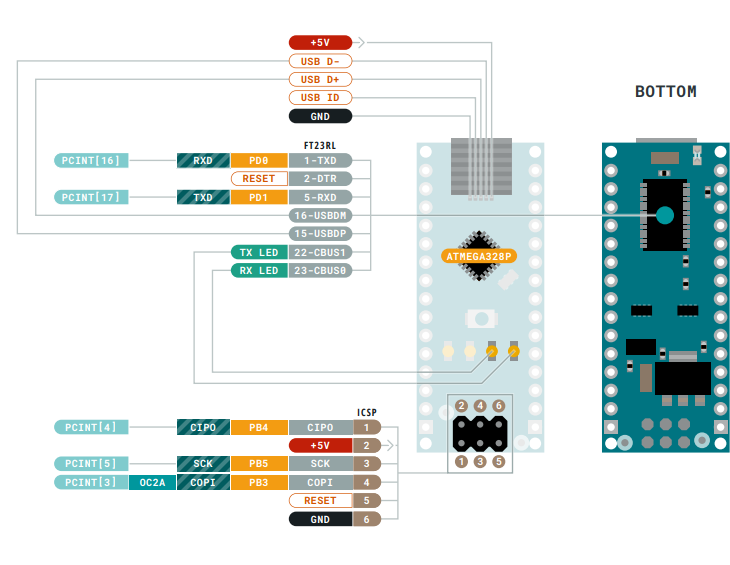 +5V
USB D-
USB D+
USB ID
GND
BOTTOM
FT23RL
PCINT[16] RXD PD0 1-TXD
RESET 2-DTR
PCINT[17] TXD PD1 5-RXD
16-USBDM
15-USBDP
TX LED 22-CBUS1
RX LED 23-CBUS0
ATMEGA328P
ICSP
2 4 6
PCINT[4] CIPO PB4 CIPO 1
+5V 2
PCINT[5] SCK PB5 SCK 3
1 3 5
PCINT[3] OC2A COPI PB3 COPI 4
RESET 5
GND 6